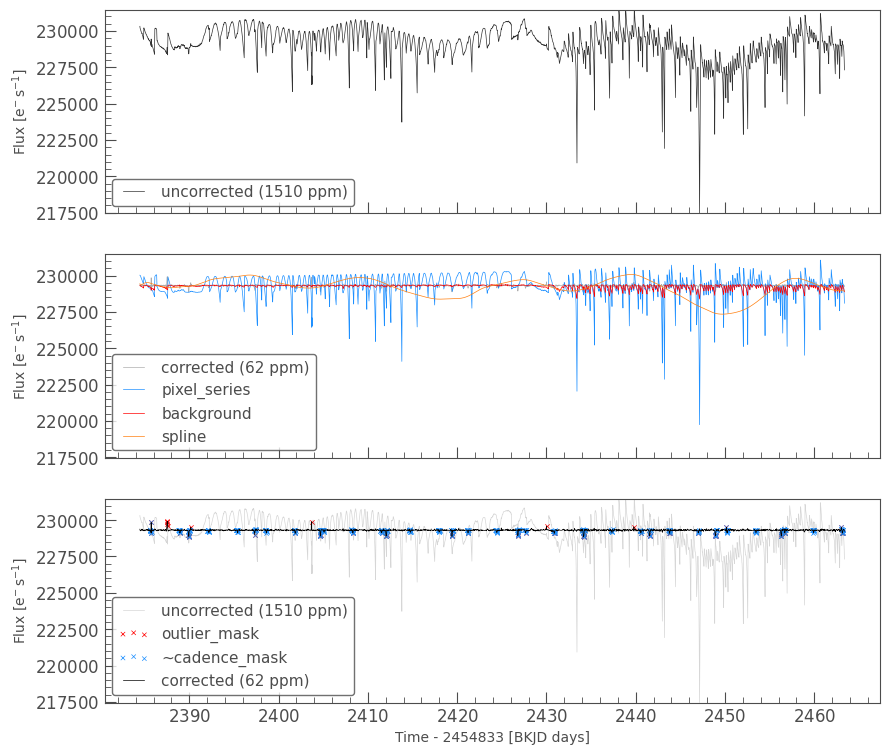 230000
227500
225000
222500
220000
217500
Flux [e⁻ s⁻¹]
uncorrected (1510 ppm)
230000
227500
225000
222500
220000
217500
Flux [e⁻ s⁻¹]
corrected (62 ppm)
pixel_series
background
spline
230000
227500
225000
222500
220000
217500
Flux [e⁻ s⁻¹]
uncorrected (1510 ppm)
outlier_mask
~cadence_mask
corrected (62 ppm)
2390 2400 2410 2420 2430 2440 2450 2460
Time - 2454833 [BKJD days]